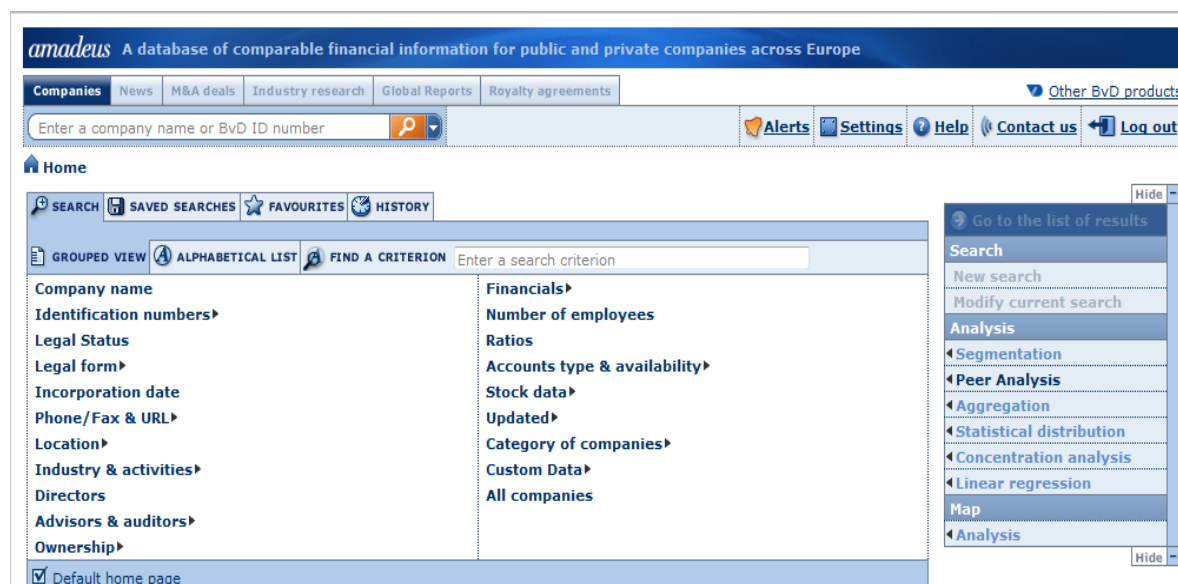 amadeus A database of comparable financial information for public and private companies across Europe
Companies News M&A deals Industry research Global Reports Royalty agreements
Other BvD products
Enter a company name or BvD ID number
Alerts Settings Help Contact us Log out
Home
SEARCH SAVED SEARCHES FAVOURITES HISTORY
GROUPED VIEW ALPHABETICAL LIST FIND A CRITERION Enter a search criterion
Company name
Identification numbers
Legal Status
Legal form
Incorporation date
Phone/Fax & URL
Location
Industry & activities
Directors
Advisors & auditors
Ownership
Financials
Number of employees
Ratios
Accounts type & availability
Stock data
Updated
Category of companies
Custom Data
All companies
Default home page
Hide
Go to the list of results
Search
New search
Modify current search
Analysis
Segmentation
Peer Analysis
Aggregation
Statistical distribution
Concentration analysis
Linear regression
Map
Analysis
Hide